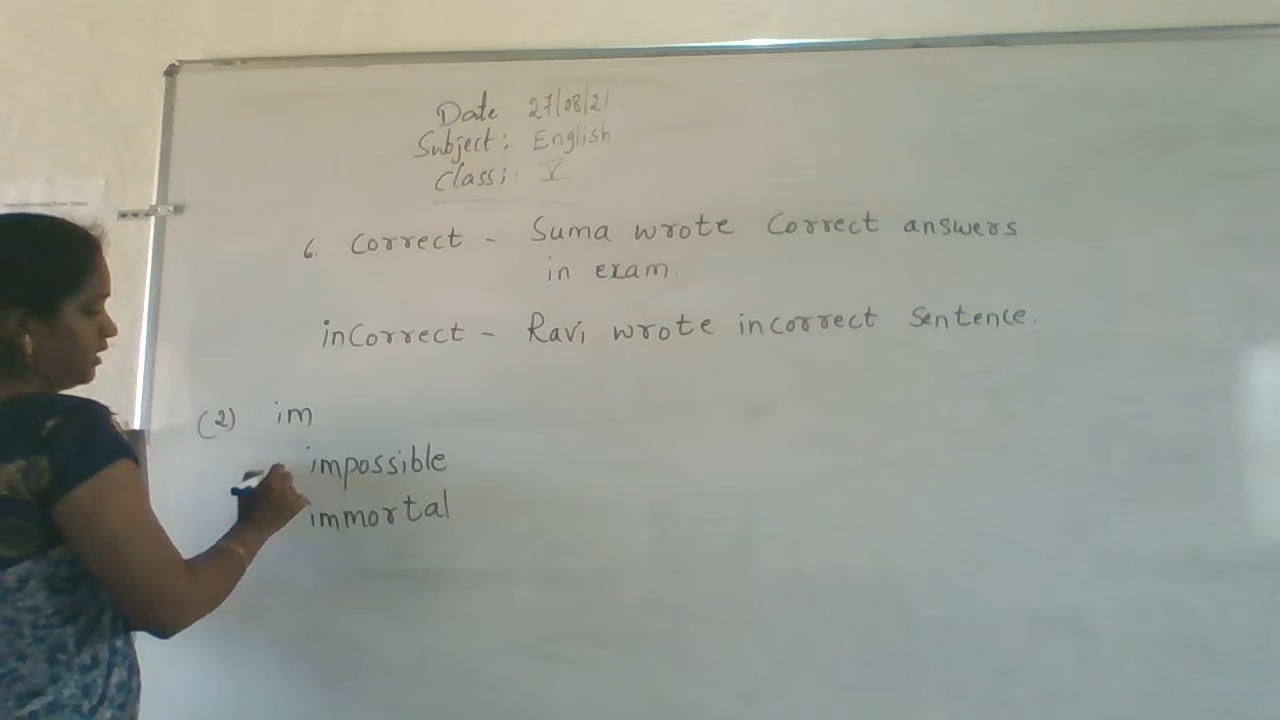 Date 27/08/21
Subject: English
Class: V
6. Correct - Suma wrote Correct answers
in exam.
inCorrect - Ravi wrote incorrect Sentence.
(2) im
impossible
immortal